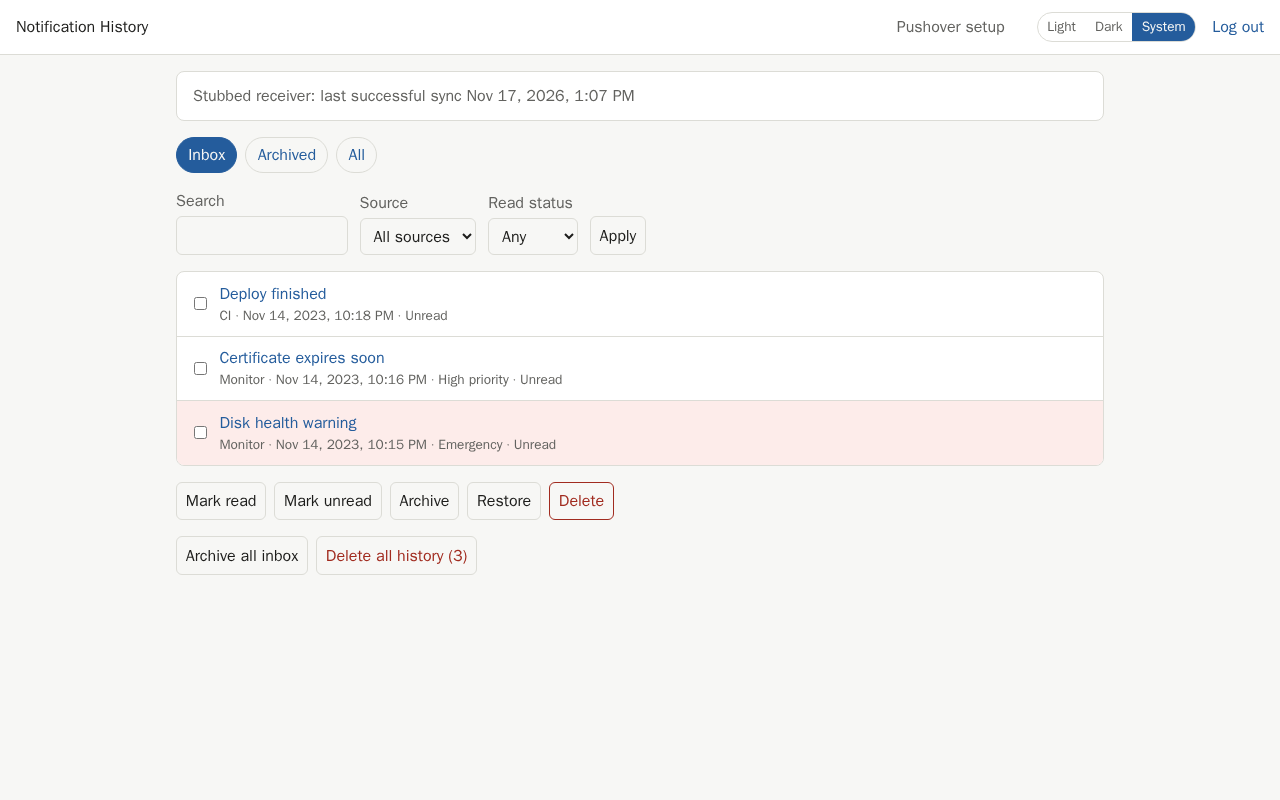 Notification History
Pushover setup
Light Dark System
Log out
Stubbed receiver: last successful sync Nov 17, 2026, 1:07 PM
Inbox Archived All
Search Source Read status
All sources Any Apply
Deploy finished
CI · Nov 14, 2023, 10:18 PM · Unread
Certificate expires soon
Monitor · Nov 14, 2023, 10:16 PM · High priority · Unread
Disk health warning
Monitor · Nov 14, 2023, 10:15 PM · Emergency · Unread
Mark read Mark unread Archive Restore Delete
Archive all inbox Delete all history (3)